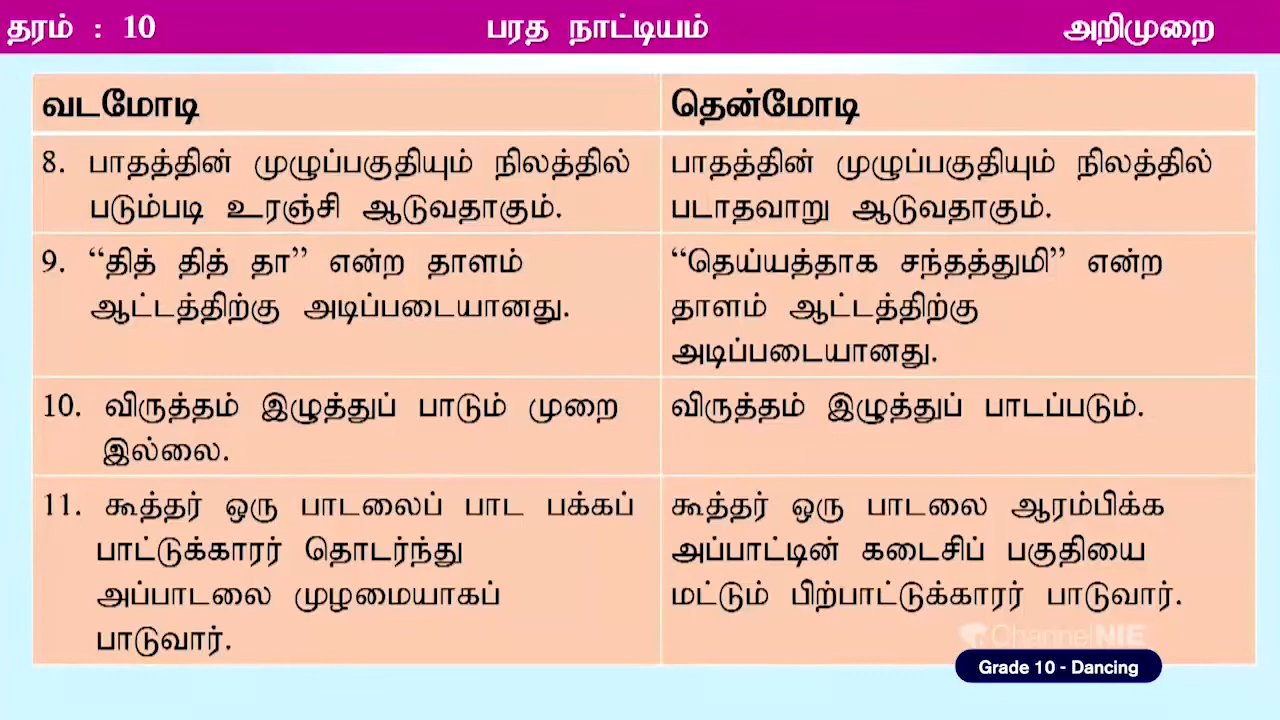 தரம் : 10 பரத நாட்டியம் அறிமுறை
வடமோடி தென்மோடி
8. பாதத்தின் முழுப்பகுதியும் நிலத்தில்
படும்படி உரஞ்சி ஆடுவதாகும்.
பாதத்தின் முழுப்பகுதியும் நிலத்தில்
படாதவாறு ஆடுவதாகும்.
9. “தித் தித் தா” என்ற தாளம்
ஆட்டத்திற்கு அடிப்படையானது.
“தெய்யத்தாக சந்தத்துமி” என்ற
தாளம் ஆட்டத்திற்கு
அடிப்படையானது.
10. விருத்தம் இழுத்துப் பாடும் முறை
இல்லை.
விருத்தம் இழுத்துப் பாடப்படும்.
11. கூத்தர் ஒரு பாடலைப் பாட பக்கப்
பாட்டுக்காரர் தொடர்ந்து
அப்பாடலை முழமையாகப்
பாடுவார்.
கூத்தர் ஒரு பாடலை ஆரம்பிக்க
அப்பாட்டின் கடைசிப் பகுதியை
மட்டும் பிற்பாட்டுக்காரர் பாடுவார்.
ChannelNIE
Grade 10 - Dancing